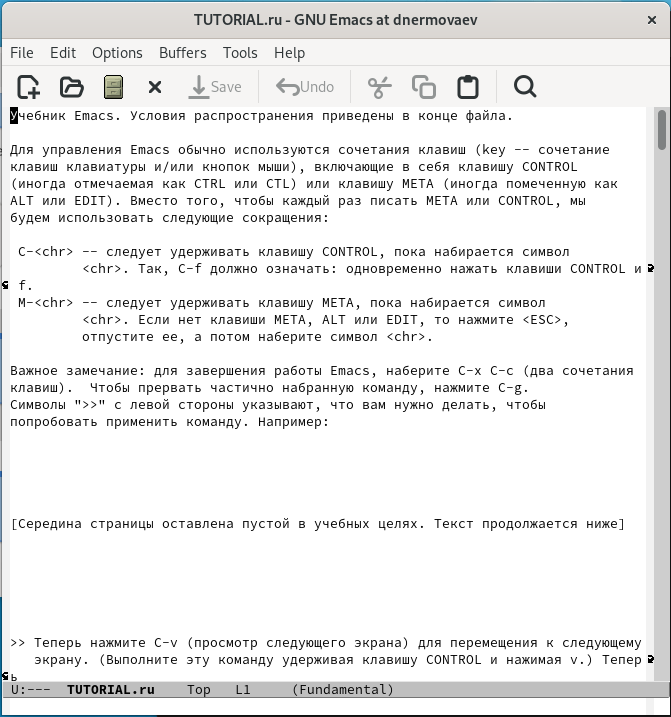 TUTORIAL.ru - GNU Emacs at dnermovaev
File Edit Options Buffers Tools Help
Save Undo
Учебник Emacs. Условия распространения приведены в конце файла.
Для управления Emacs обычно используются сочетания клавиш (key -- сочетание
клавиш клавиатуры и/или кнопок мыши), включающие в себя клавишу CONTROL
(иногда отмечаемая как CTRL или CTL) или клавишу META (иногда помеченную как
ALT или EDIT). Вместо того, чтобы каждый раз писать META или CONTROL, мы
будем использовать следующие сокращения:
C-<chr> -- следует удерживать клавишу CONTROL, пока набирается символ
<chr>. Так, C-f должно означать: одновременно нажать клавиши CONTROL и
f.
M-<chr> -- следует удерживать клавишу META, пока набирается символ
<chr>. Если нет клавиши META, ALT или EDIT, то нажмите <ESC>,
отпустите ее, а потом наберите символ <chr>.
Важное замечание: для завершения работы Emacs, наберите C-x C-c (два сочетания
клавиш).  Чтобы прервать частично набранную команду, нажмите C-g.
Символы ">>" с левой стороны указывают, что вам нужно делать, чтобы
попробовать применить команду. Например:
[Середина страницы оставлена пустой в учебных целях. Текст продолжается ниже]
>> Теперь нажмите C-v (просмотр следующего экрана) для перемещения к следующему
экрану. (Выполните эту команду удерживая клавишу CONTROL и нажимая v.) Тепер
ь
U:--- TUTORIAL.ru Top L1 (Fundamental)